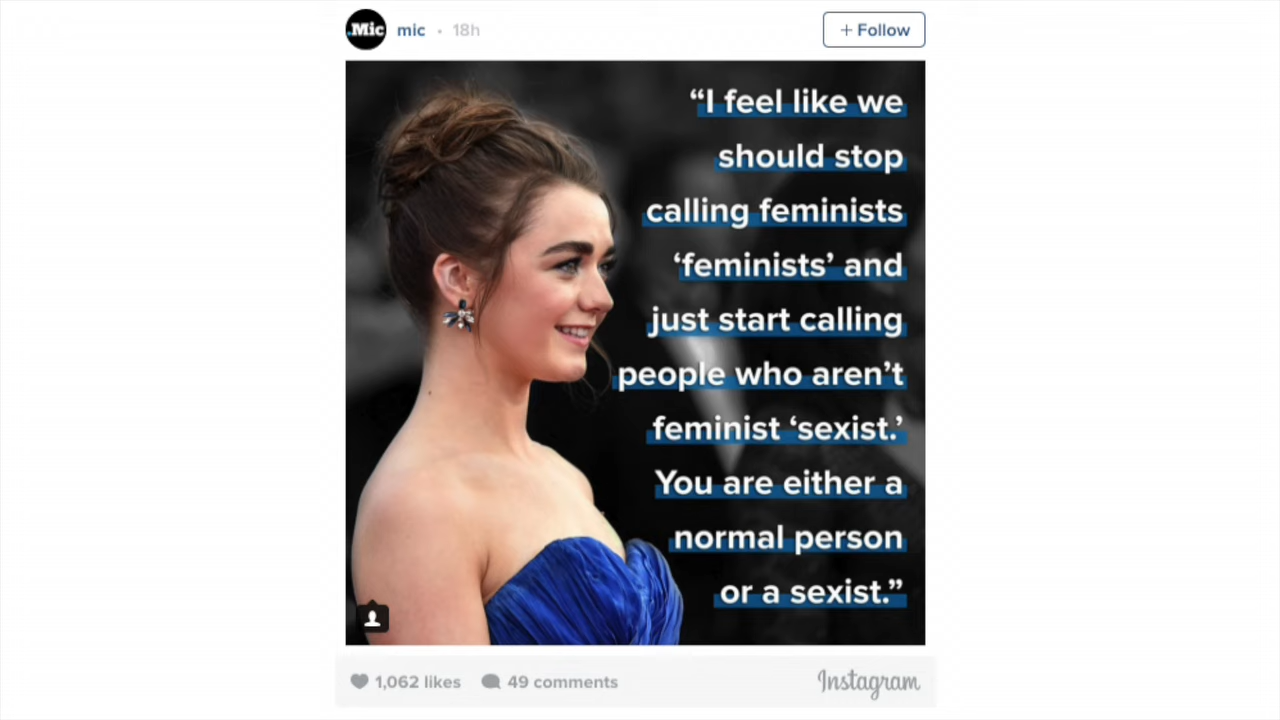 .Mic mic • 18h + Follow
“I feel like we
should stop
calling feminists
‘feminists’ and
just start calling
people who aren’t
feminist ‘sexist.’
You are either a
normal person
or a sexist.”
1,062 likes 49 comments Instagram